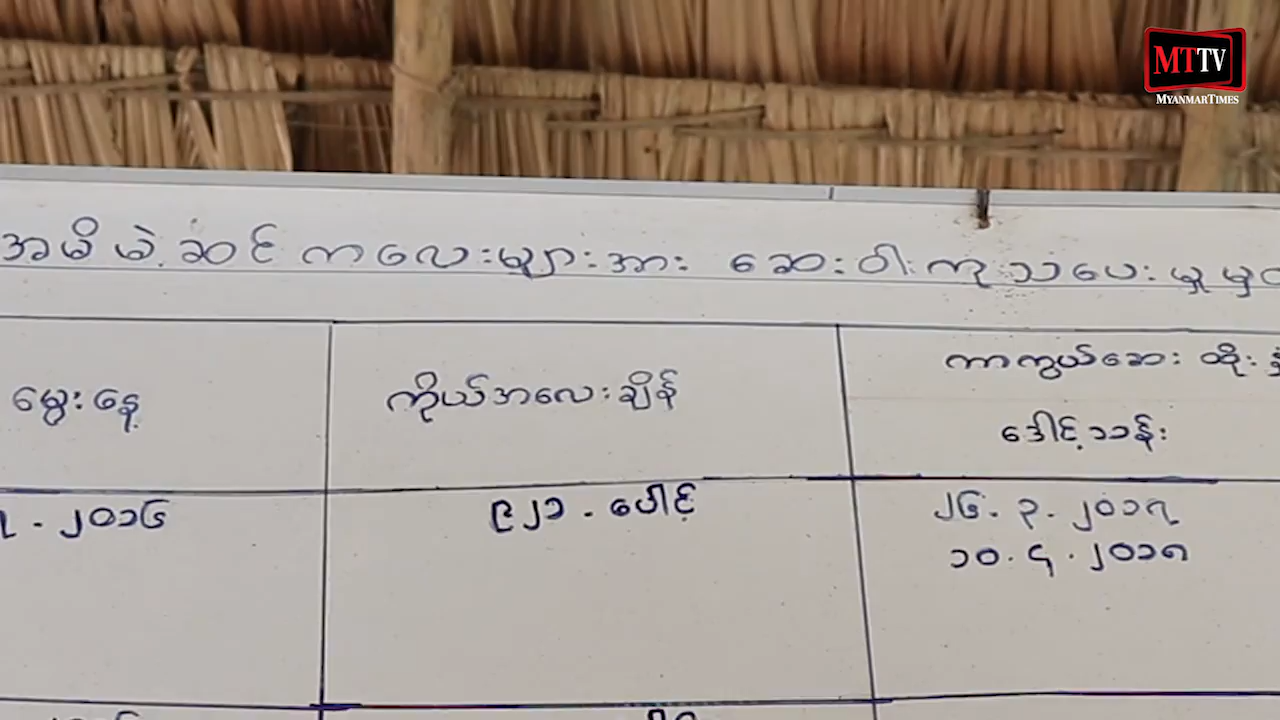 MTTV
MYANMARTIMES
အမိမဲ့ဆင်ကလေးများအား ဆေးဝါးကုသပေးမှု
မွေးနေ့
ကိုယ်အလေးချိန်
ကာကွယ်ဆေး ထိုး
ဒေါင့်သန်း
၂၀၁၆
၉၂၁ - ပေါင်
၂၆. ၃. ၂၀၁၇
၁၀. ၄. ၂၀၁၈